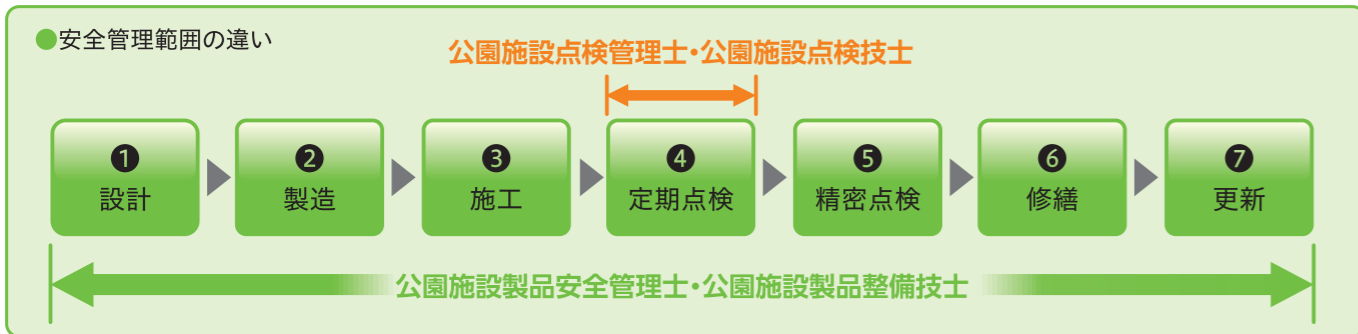 ●安全管理範囲の違い
公園施設点検管理士・公園施設点検技士
❶
設計
❷
製造
❸
施工
❹
定期点検
❺
精密点検
❻
修繕
❼
更新
公園施設製品安全管理士・公園施設製品整備技士